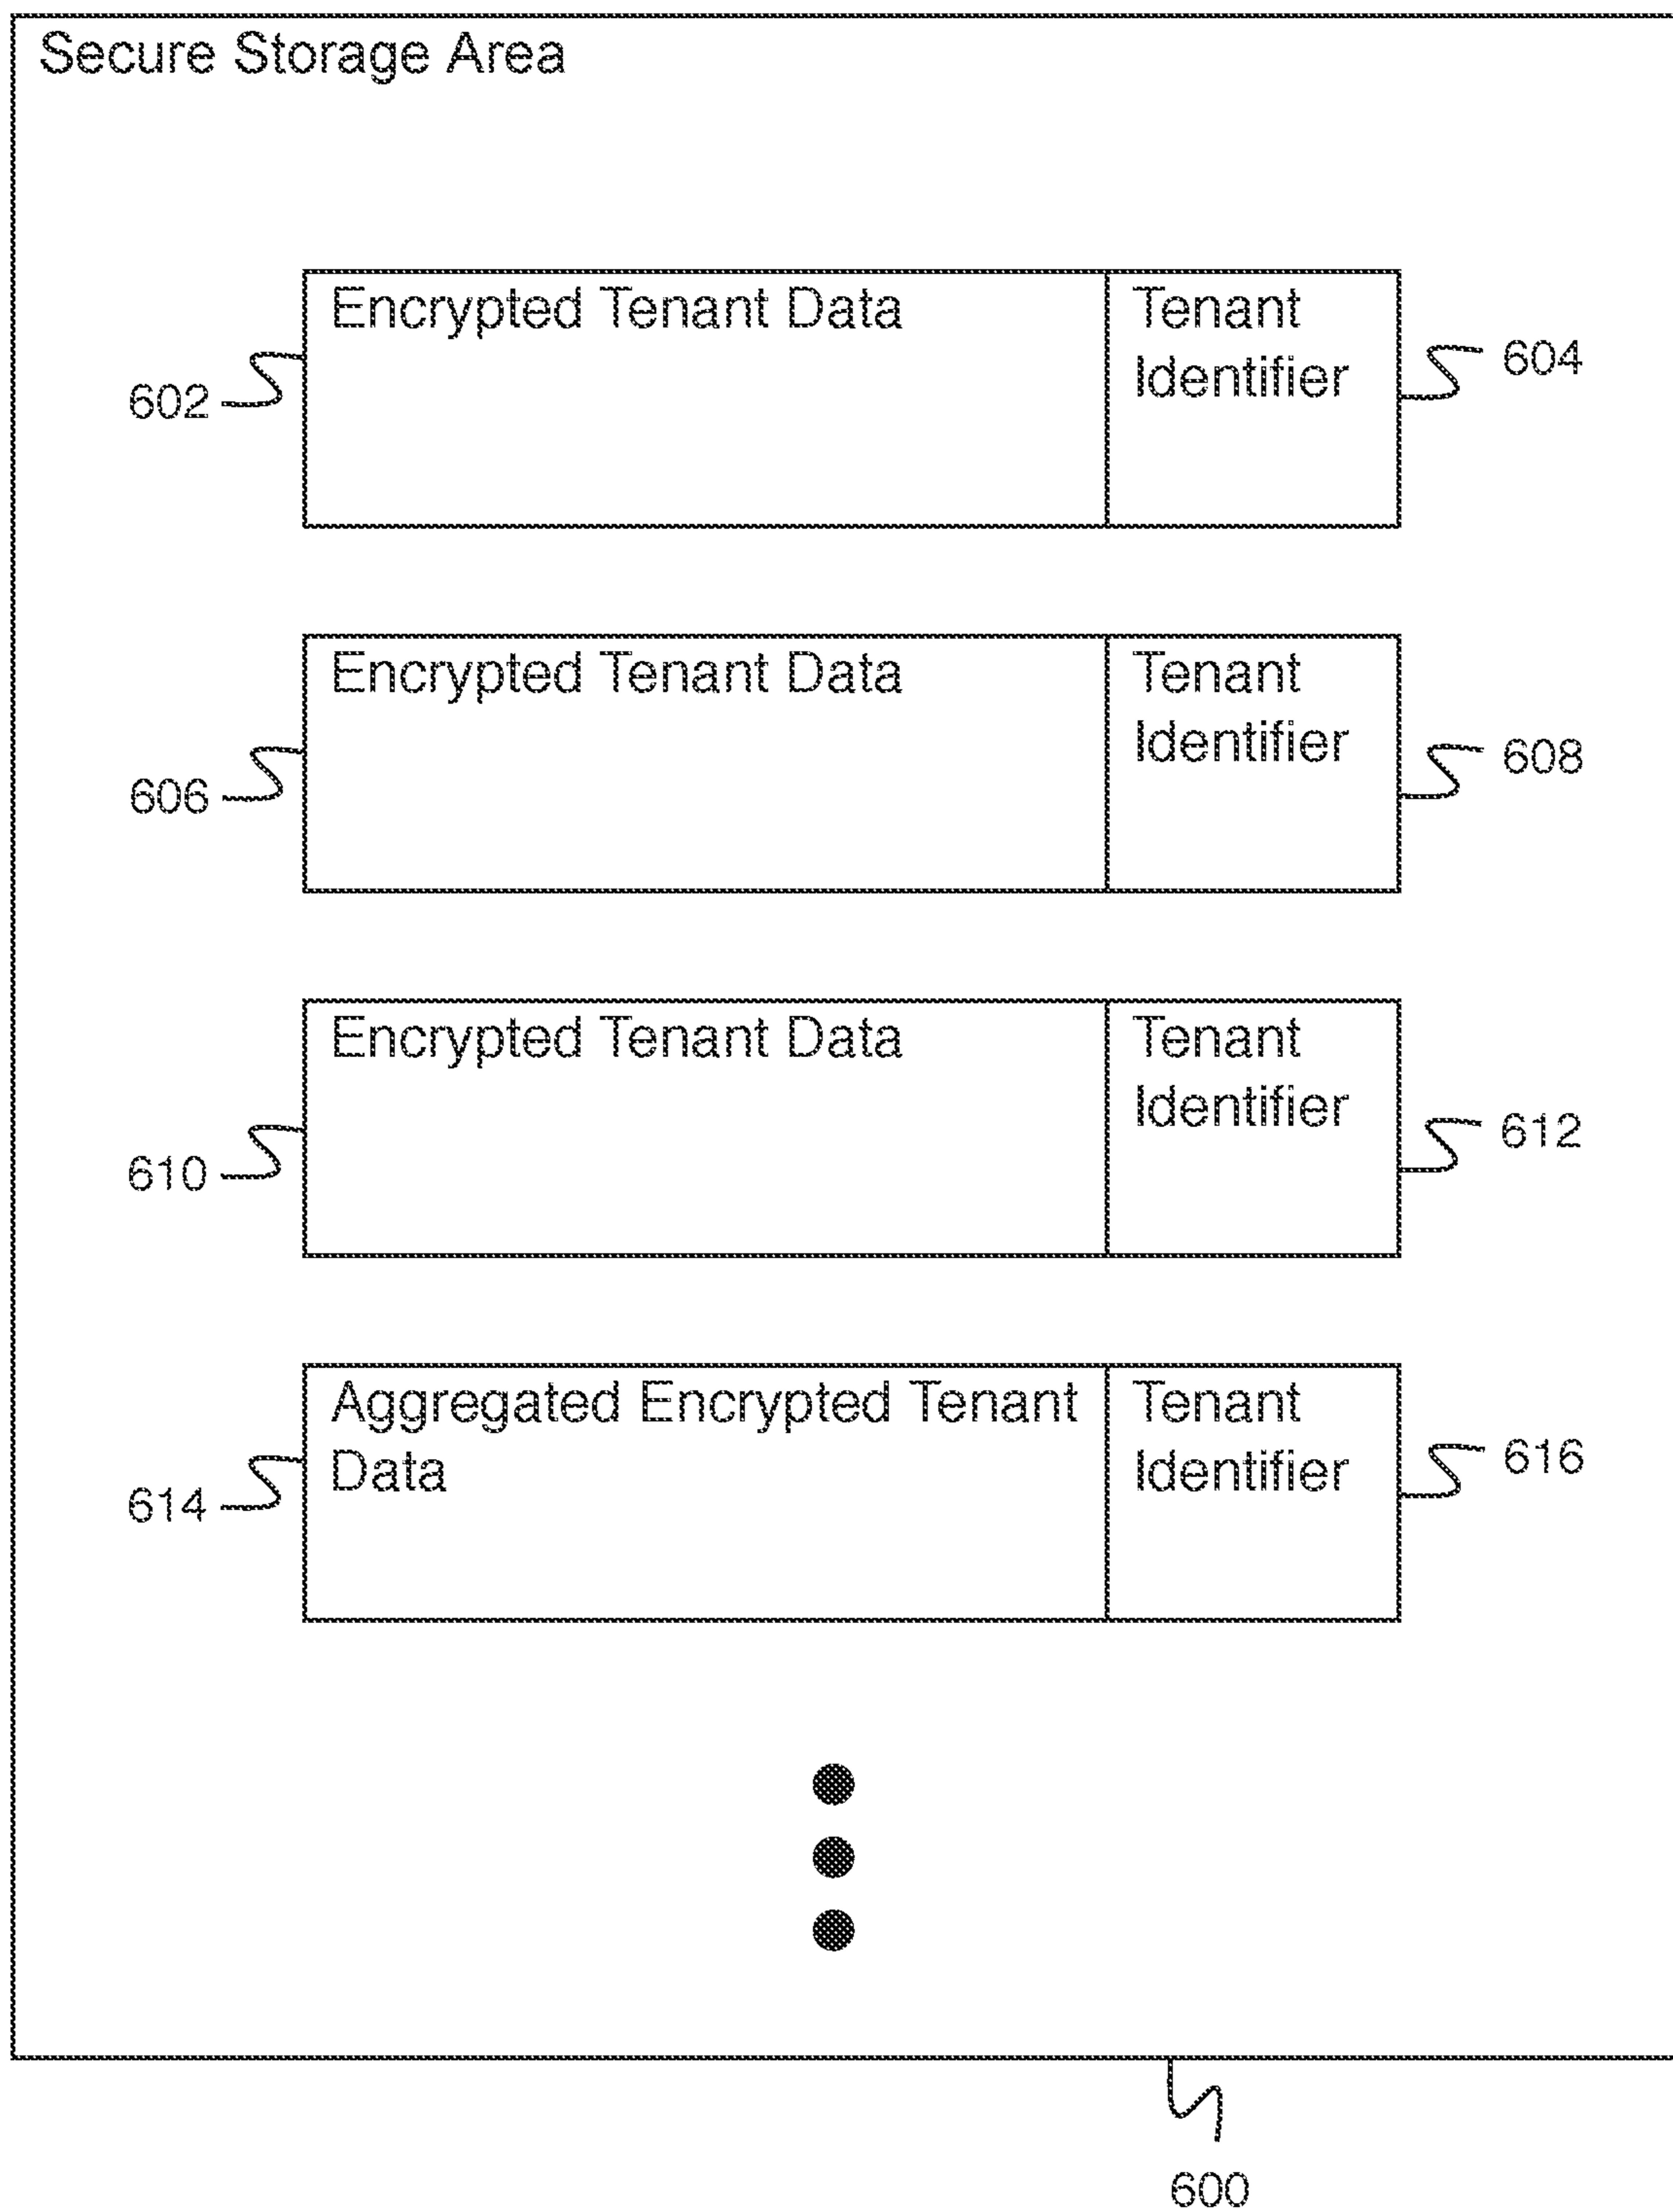 Secure Storage Area
Encrypted Tenant Data
Tenant
Identifier
602
604
Encrypted Tenant Data
Tenant
Identifier
606
608
Encrypted Tenant Data
Tenant
Identifier
610
612
Aggregated Encrypted Tenant
Data
Tenant
Identifier
614
616
600